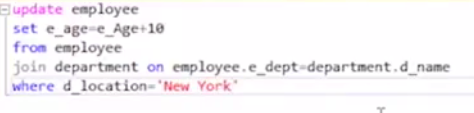 update employee
set e_age=e_Age+10
from employee
join department on employee.e_dept=department.d_name
where d_location='New York'